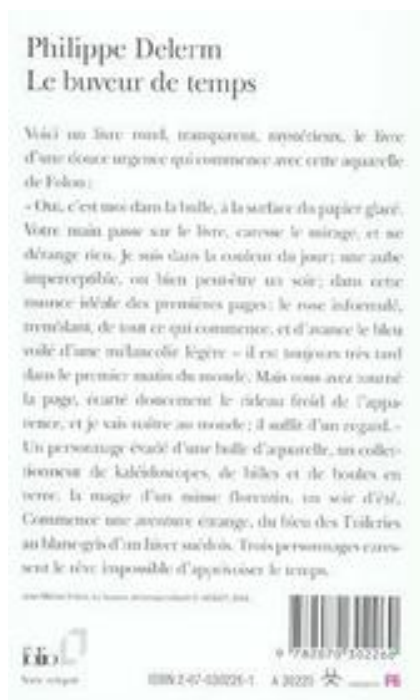 Philippe Delerm
Le buveur de temps
Voici un livre rond, transparent, mystérieux, le livre
d'une douce urgence qui commence avec cette aquarelle
de Folon :
« Oui, c'est moi dans la bulle, à la surface du papier glacé.
Votre main passe sur le livre, caresse le mirage, et ne
dérange rien. Je suis dans la couleur du jour ; une aube
imperceptible, ou bien peut-être un soir ; dans cette
nuance idéale des premières pages ; le rose informulé,
tremblant, de tout ce qui commence, et d'avance le bleu
voilé d'une mélancolie légère – il est toujours très tard
dans le premier matin du monde. Mais vous avez tourné
la page, écarté doucement le rideau froid de l'appa-
rence, et je vais naître au monde ; il suffit d'un regard. »
Un personnage évadé d'une bulle d'aquarelle, un collec-
tionneur de kaléidoscopes, de billes et de boules en
verre, la magie d'un musée florentin, un soir d'été.
Commence une aventure étrange, du bleu des Tuileries
au blanc-gris d'un hiver suédois. Trois personnages cares-
sent le rêve impossible d'apprivoiser le temps.
folio
Texte intégral
ISBN 2-07-030226-1 A 30226
9 782070 302260